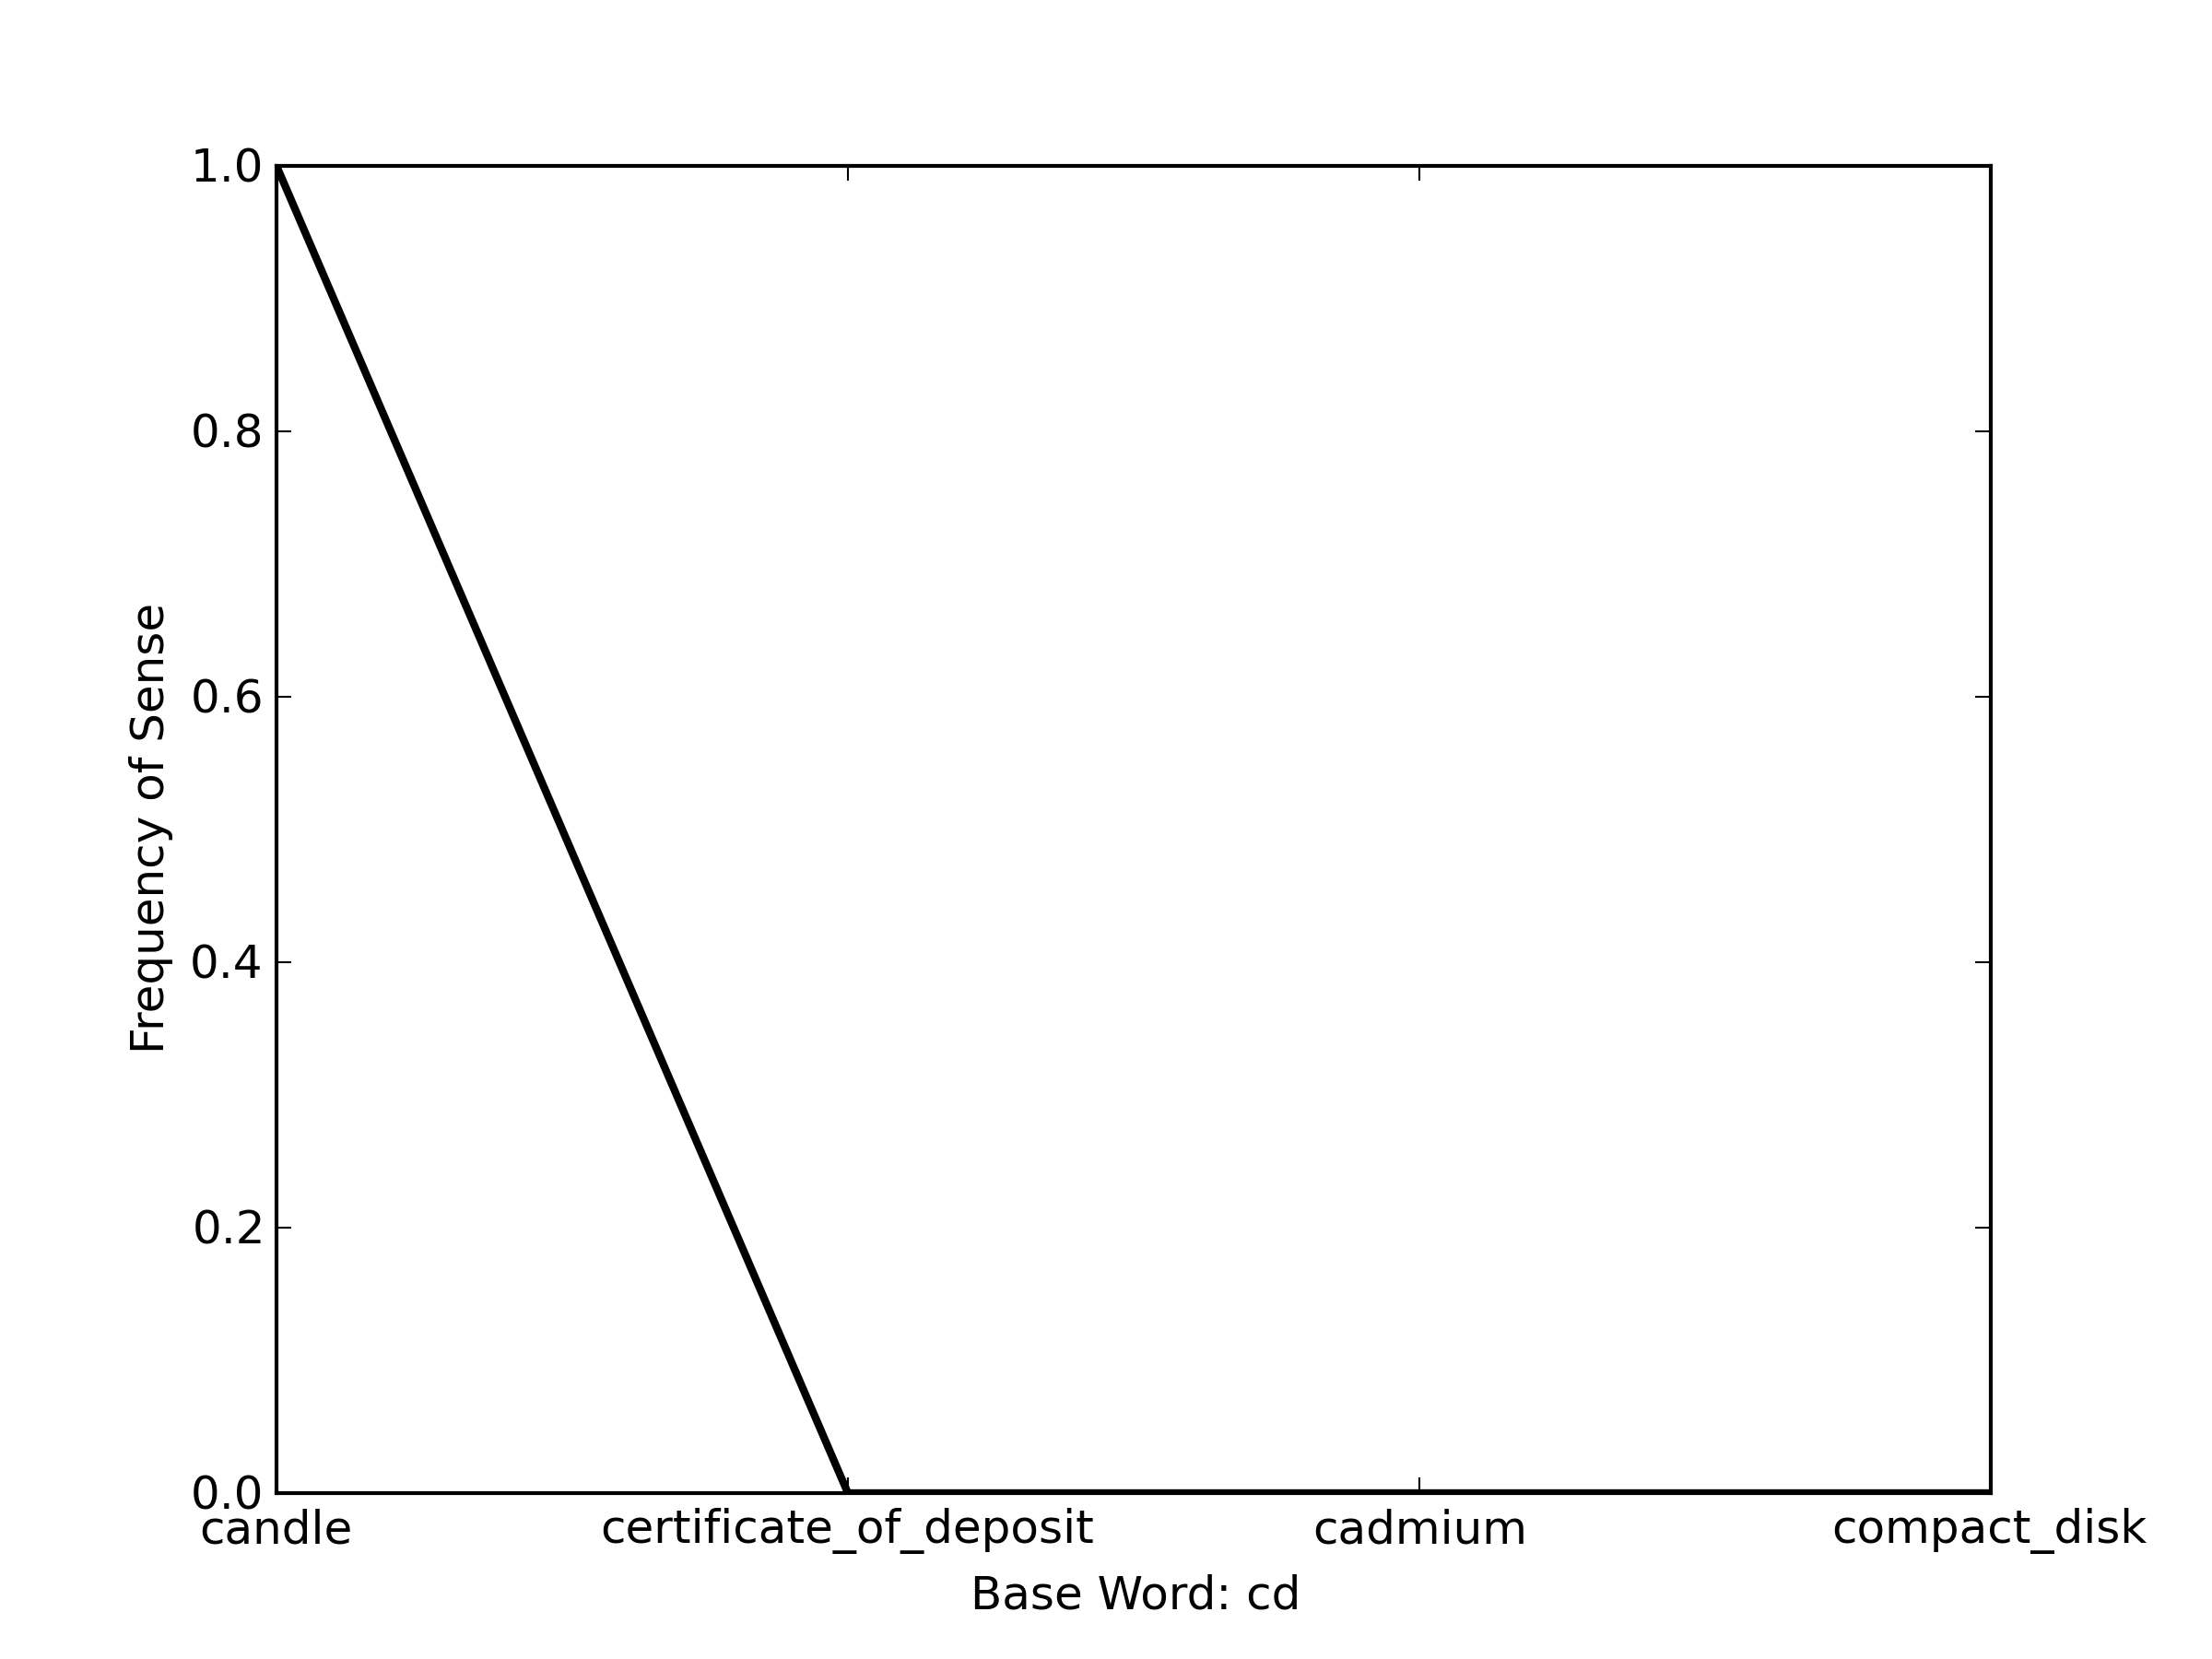 1.0
0.8
0.6
0.4
0.2
0.0
Frequency of Sense
candle certificate_of_deposit cadmium compact_disk
Base Word: cd